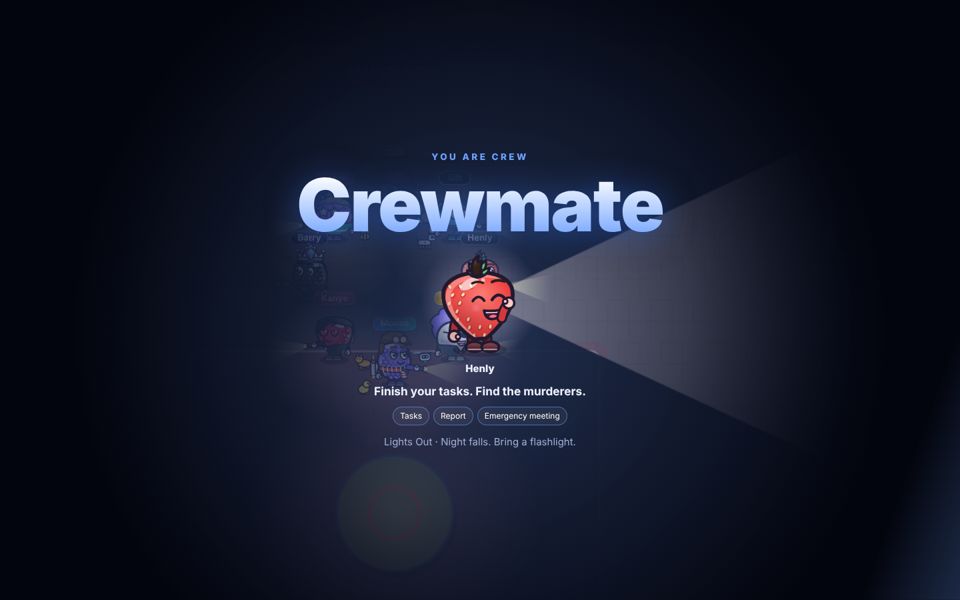 YOU ARE CREW
Crewmate
Barry
Henly
Kanye
Henly
Finish your tasks. Find the murderers.
Tasks
Report
Emergency meeting
Lights Out · Night falls. Bring a flashlight.